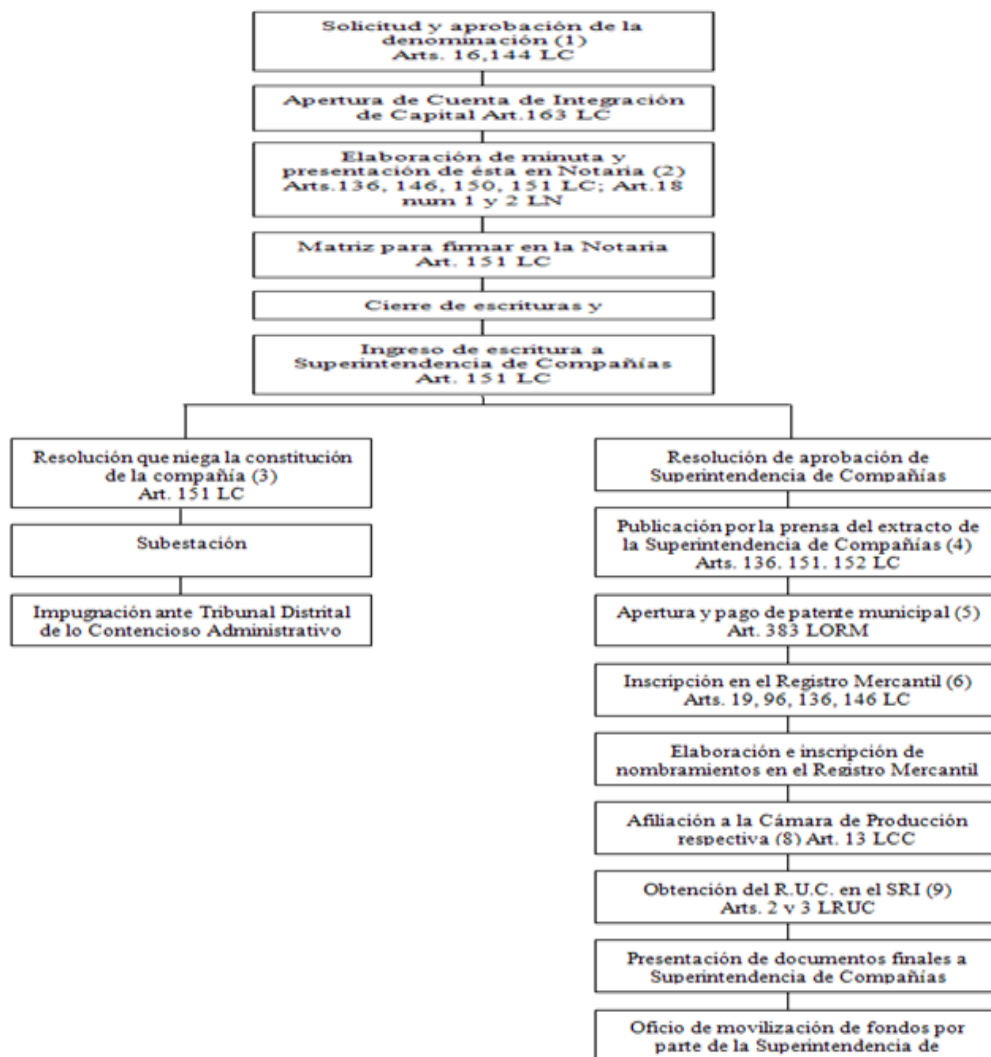 Solicitud y aprobación de la
denominación (1)
Arts. 16,144 LC
Apertura de Cuenta de Integración
de Capital Art.163 LC
Elaboración de minuta y
presentación de ésta en Notaria (2)
Arts.136, 146, 150, 151 LC; Art.18
num 1 y 2 LN
Matriz para firmar en la Notaria
Art. 151 LC
Cierre de escrituras y
Ingreso de escritura a
Superintendencia de Compañías
Art. 151 LC
Resolución que niega la constitución
de la compañía (3)
Art. 151 LC
Subestación
Impugnación ante Tribunal Distrital
de lo Contencioso Administrativo
Resolución de aprobación de
Superintendencia de Compañías
Publicación por la prensa del extracto de
la Superintendencia de Compañías (4)
Arts. 136. 151. 152 LC
Apertura y pago de patente municipal (5)
Art. 383 LORM
Inscripción en el Registro Mercantil (6)
Arts. 19, 96, 136, 146 LC
Elaboración e inscripción de
nombramientos en el Registro Mercantil
Afiliación a la Cámara de Producción
respectiva (8) Art. 13 LCC
Obtención del R.U.C. en el SRI (9)
Arts. 2 y 3 LRUC
Presentación de documentos finales a
Superintendencia de Compañías
Oficio de movilización de fondos por
parte de la Superintendencia de